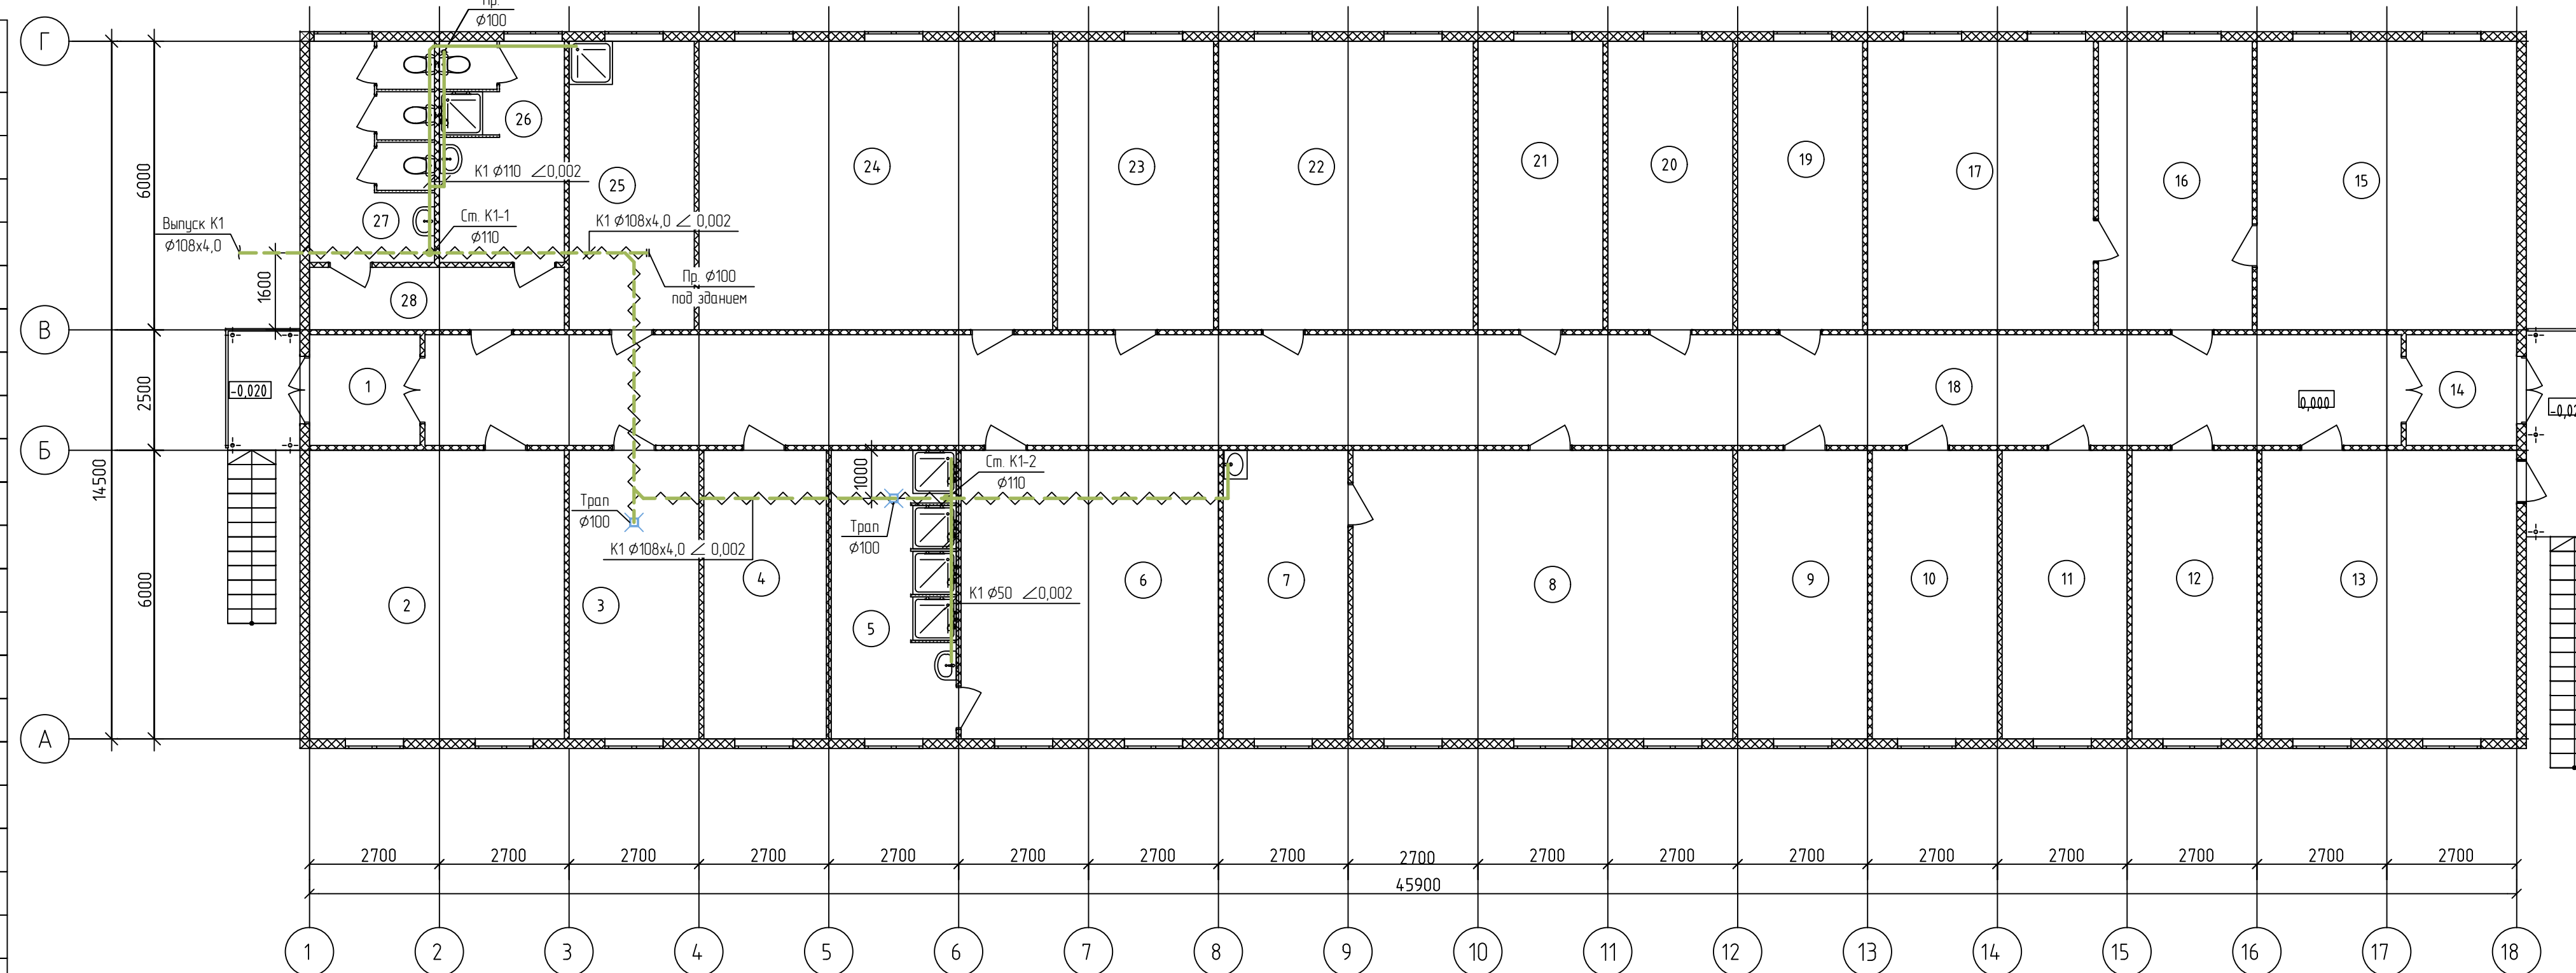 Пр.
Ø100
Г
26
К1 Ø110 ∠0,002
25
24
23
22
21
20
19
17
16
15
6000
27
Ст. К1-1
Ø110
К1 Ø108х4,0 ∠ 0,002
Выпуск К1
Ø108х4,0
1600
28
Пр. Ø100
под зданием
В
-0,020
1
2500
18
0,000
14
Б
14500
1000
Ст. К1-2
Ø110
Трап
Ø100
Трап
Ø100
К1 Ø108х4,0 ∠ 0,002
К1 Ø50 ∠0,002
6000
2
3
4
5
6
7
8
9
10
11
12
13
А
2700 2700 2700 2700 2700 2700 2700 2700 2700 2700 2700 2700 2700 2700 2700 2700 2700
45900
1 2 3 4 5 6 7 8 9 10 11 12 13 14 15 16 17 18